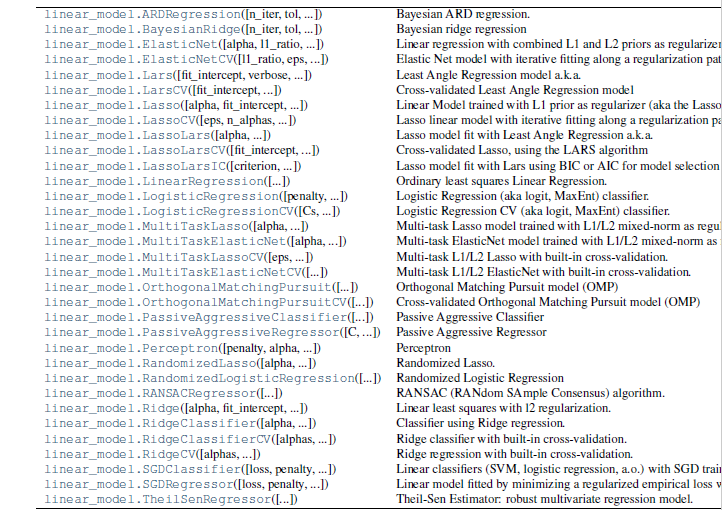 linear_model.ARDRegression([n_iter, tol, ...]) Bayesian ARD regression.
linear_model.BayesianRidge([n_iter, tol, ...]) Bayesian ridge regression
linear_model.ElasticNet([alpha, l1_ratio, ...]) Linear regression with combined L1 and L2 priors as regularizer
linear_model.ElasticNetCV([l1_ratio, eps, ...]) Elastic Net model with iterative fitting along a regularization
linear_model.Lars([fit_intercept, verbose, ...]) Least Angle Regression model a.k.a.
linear_model.LarsCV([fit_intercept, ...]) Cross-validated Least Angle Regression model
linear_model.Lasso([alpha, fit_intercept, ...]) Linear Model trained with L1 prior as regularizer (aka the Lasso
linear_model.LassoCV([eps, n_alphas, ...]) Lasso linear model with iterative fitting along a regularization
linear_model.LassoLars([alpha, ...]) Lasso model fit with Least Angle Regression a.k.a.
linear_model.LassoLarsCV([fit_intercept, ...]) Cross-validated Lasso, using the LARS algorithm
linear_model.LassoLarsIC([criterion, ...]) Lasso model fit with Lars using BIC or AIC for model selection
linear_model.LinearRegression([...]) Ordinary least squares Linear Regression.
linear_model.LogisticRegression([penalty, ...]) Logistic Regression (aka logit, MaxEnt) classifier.
linear_model.LogisticRegressionCV([Cs, ...]) Logistic Regression CV (aka logit, MaxEnt) classifier.
linear_model.MultiTaskLasso([alpha, ...]) Multi-task Lasso model trained with L1/L2 mixed-norm as
linear_model.MultiTaskElasticNet([alpha, ...]) Multi-task ElasticNet model trained with L1/L2 mixed-norm as
linear_model.MultiTaskLassoCV([eps, ...]) Multi-task L1/L2 Lasso with built-in cross-validation.
linear_model.MultiTaskElasticNetCV([...]) Multi-task L1/L2 ElasticNet with built-in cross-validation.
linear_model.OrthogonalMatchingPursuit([...]) Orthogonal Matching Pursuit model (OMP)
linear_model.OrthogonalMatchingPursuitCV([...]) Cross-validated Orthogonal Matching Pursuit model (OMP)
linear_model.PassiveAggressiveClassifier([...]) Passive Aggressive Classifier
linear_model.PassiveAggressiveRegressor([C, ...]) Passive Aggressive Regressor
linear_model.Perceptron([penalty, alpha, ...]) Perceptron
linear_model.RandomizedLasso([alpha, ...]) Randomized Lasso.
linear_model.RandomizedLogisticRegression([...]) Randomized Logistic Regression
linear_model.RANSACRegressor([...]) RANSAC (RANdom SAmple Consensus) algorithm.
linear_model.Ridge([alpha, fit_intercept, ...]) Linear least squares with l2 regularization.
linear_model.RidgeClassifier([alpha, ...]) Classifier using Ridge regression.
linear_model.RidgeClassifierCV([alphas, ...]) Ridge classifier with built-in cross-validation.
linear_model.RidgeCV([alphas, ...]) Ridge regression with built-in cross-validation.
linear_model.SGDClassifier([loss, penalty, ...]) Linear classifiers (SVM, logistic regression, a.o.) with SGD
linear_model.SGDRegressor([loss, penalty, ...]) Linear model fitted by minimizing a regularized empirical loss
linear_model.TheilSenRegressor([...]) Theil-Sen Estimator: robust multivariate regression model.